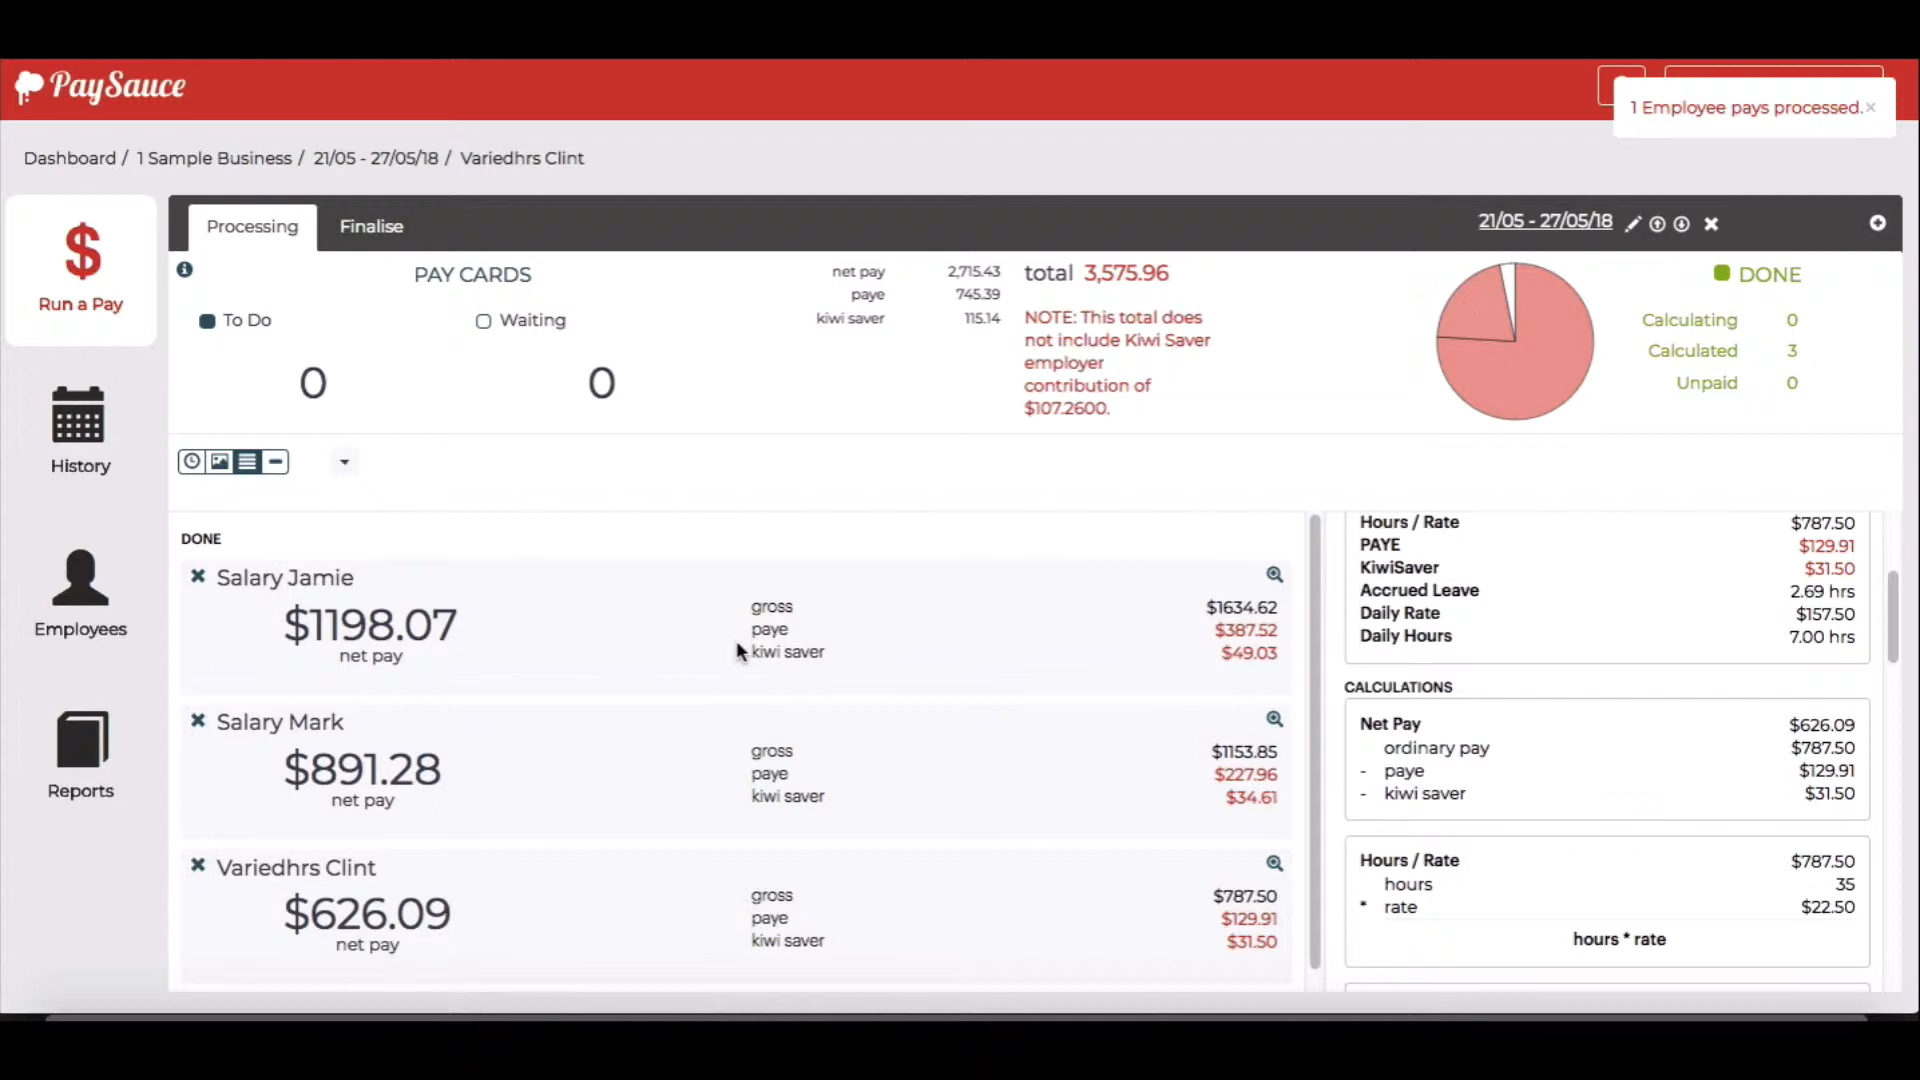 PaySauce
1 Employee pays processed. ×
Dashboard / 1 Sample Business / 21/05 - 27/05/18 / Variedhrs Clint
$
Run a Pay
History
Employees
Reports
Processing
Finalise
21/05 - 27/05/18
PAY CARDS
To Do
Waiting
0
0
net pay 2,715.43
paye 745.39
kiwi saver 115.14
total 3,575.96
NOTE: This total does
not include Kiwi Saver
employer
contribution of
$107.2600.
DONE
Calculating 0
Calculated 3
Unpaid 0
DONE
Salary Jamie
$1198.07
net pay
gross $1634.62
paye $387.52
kiwi saver $49.03
Salary Mark
$891.28
net pay
gross $1153.85
paye $227.96
kiwi saver $34.61
Variedhrs Clint
$626.09
net pay
gross $787.50
paye $129.91
kiwi saver $31.50
Hours / Rate $787.50
PAYE $129.91
KiwiSaver $31.50
Accrued Leave 2.69 hrs
Daily Rate $157.50
Daily Hours 7.00 hrs
CALCULATIONS
Net Pay $626.09
ordinary pay $787.50
- paye $129.91
- kiwi saver $31.50
Hours / Rate $787.50
hours 35
* rate $22.50
hours * rate